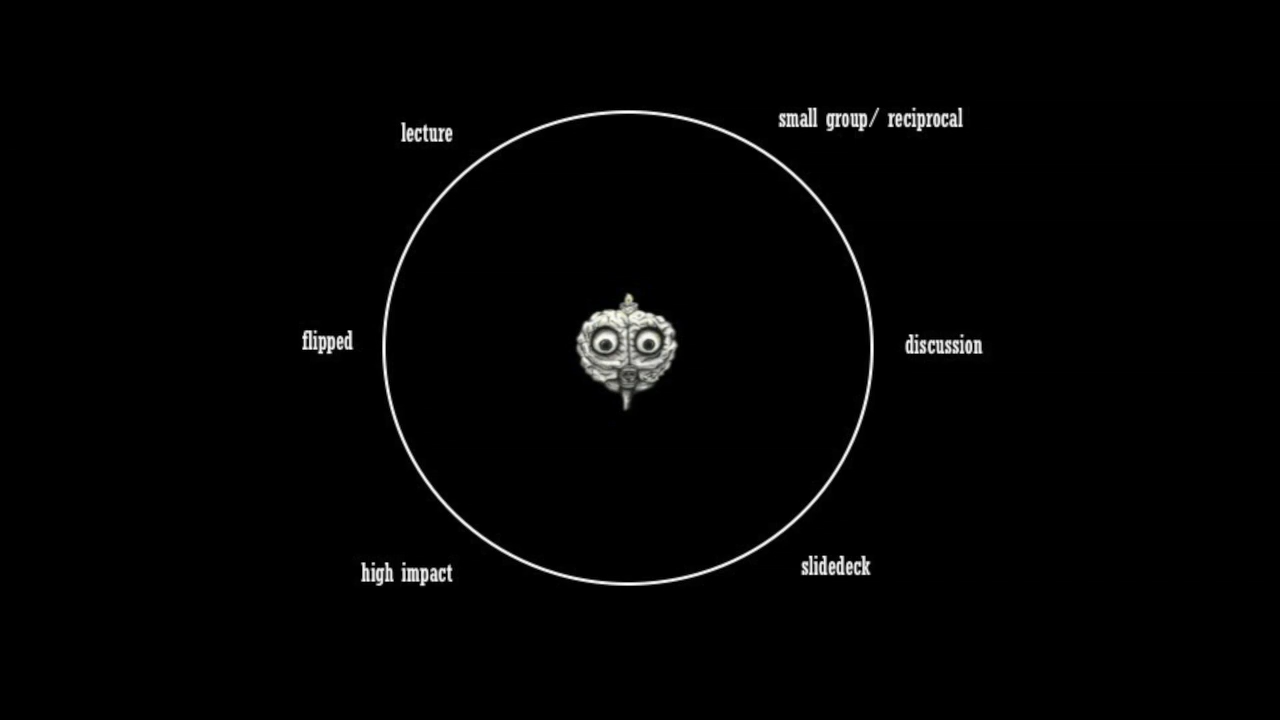 small group/ reciprocal
lecture
flipped
discussion
slidedeck
high impact